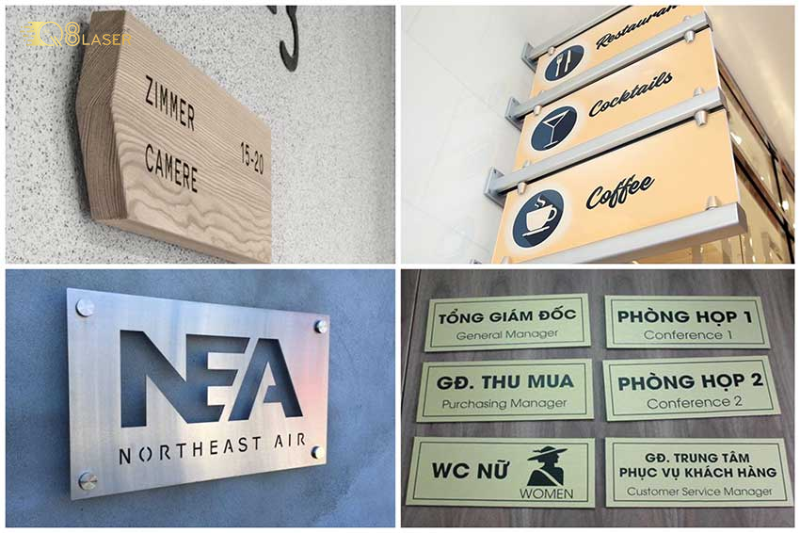 8LASER
ZIMMER
CAMERE
15-20
Restaurant
Cocktails
Coffee
NEA
NORTHEAST AIR
TỔNG GIÁM ĐỐC
General Manager
PHÒNG HỌP 1
Conference 1
GĐ. THU MUA
Purchasing Manager
PHÒNG HỌP 2
Conference 2
WC NỮ
WOMEN
GĐ. TRUNG TÂM
PHỤC VỤ KHÁCH HÀNG
Customer Service Manager